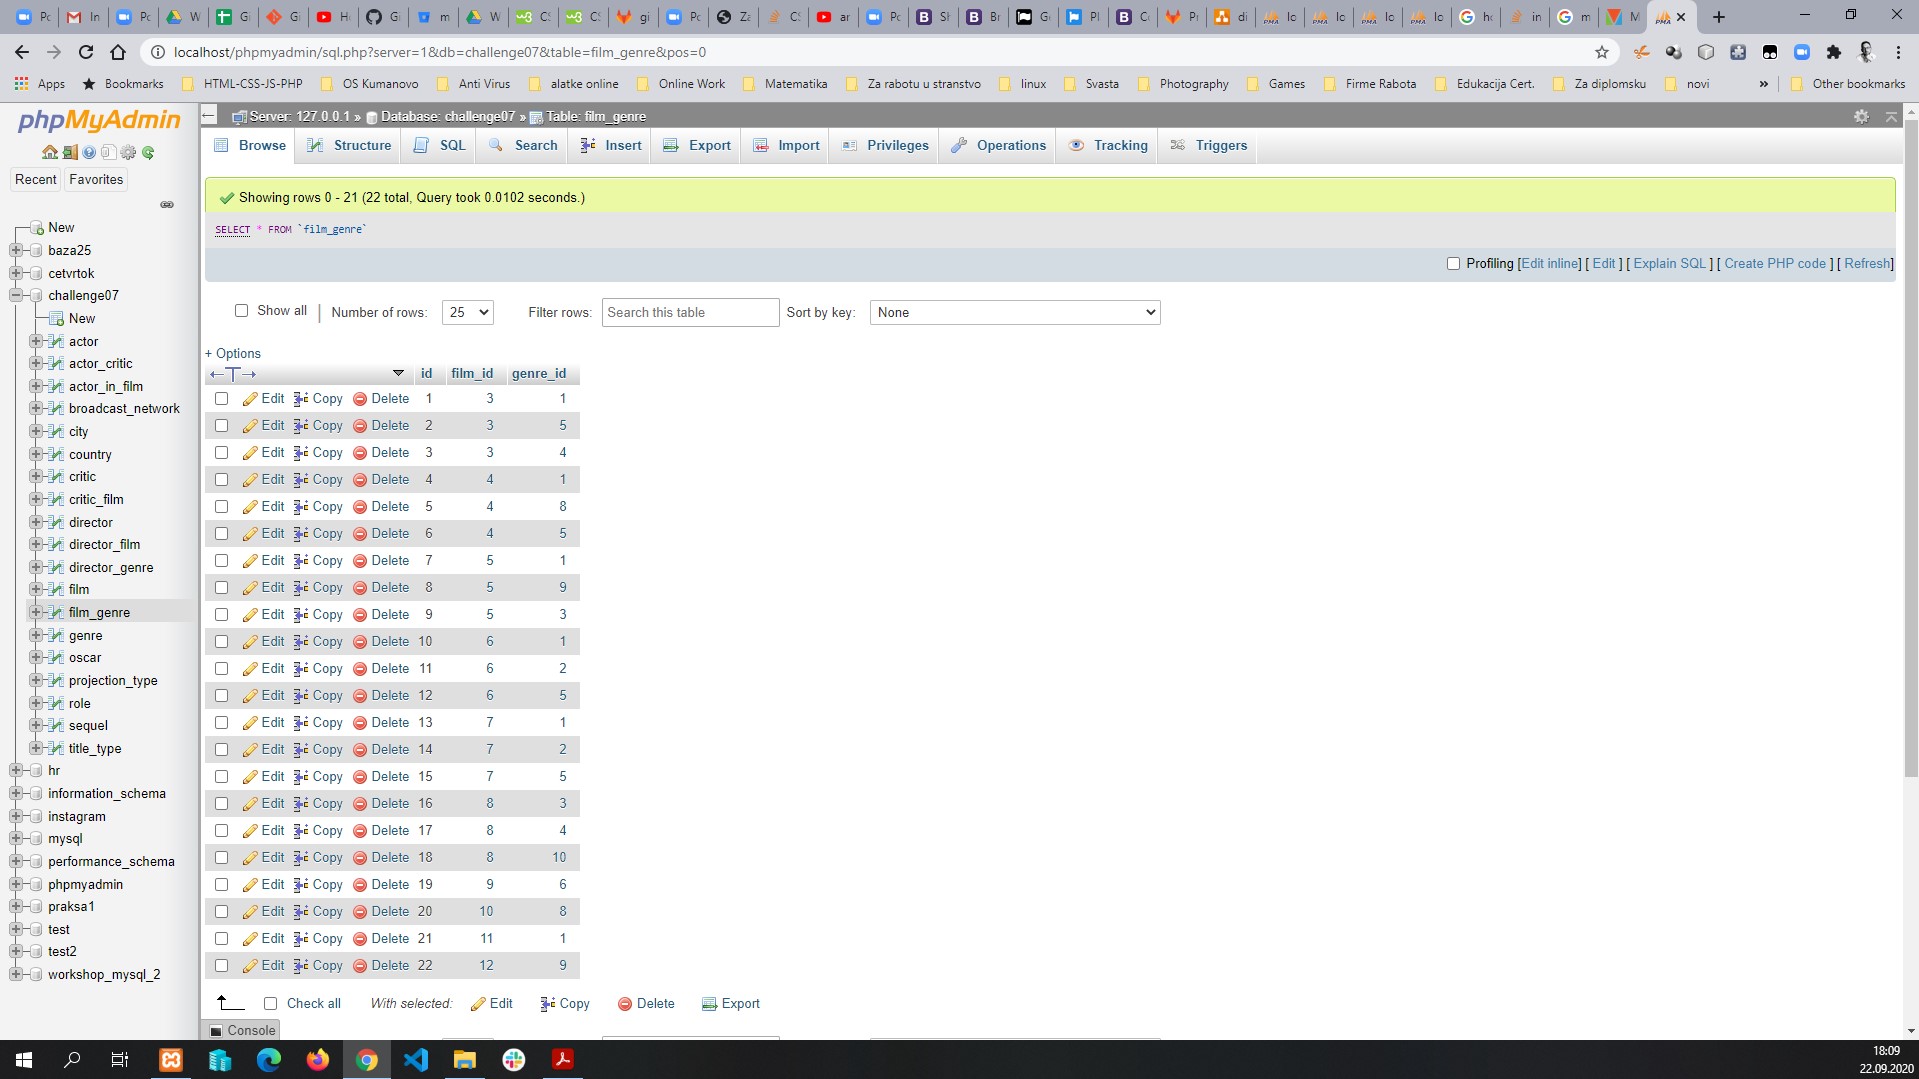 localhost/phpmyadmin/sql.php?server=1&db=challenge07&table=film_genre&pos=0
Apps Bookmarks HTML-CSS-JS-PHP OS Kumanovo Anti Virus alatke online Online Work Matematika Za rabotu u stranstvo linux Svasta Photography Games Firme Rabota Edukacija Cert. Za diplomsku novi » Other bookmarks
phpMyAdmin
Recent Favorites
New
baza25
cetvrtok
challenge07
New
actor
actor_critic
actor_in_film
broadcast_network
city
country
critic
critic_film
director
director_film
director_genre
film
film_genre
genre
oscar
projection_type
role
sequel
title_type
hr
information_schema
instagram
mysql
performance_schema
phpmyadmin
praksa1
test
test2
workshop_mysql_2
Server: 127.0.0.1 » Database: challenge07 » Table: film_genre
Browse Structure SQL Search Insert Export Import Privileges Operations Tracking Triggers
Showing rows 0 - 21 (22 total, Query took 0.0102 seconds.)
SELECT * FROM `film_genre`
Profiling [Edit inline] [ Edit ] [ Explain SQL ] [ Create PHP code ] [ Refresh]
Show all | Number of rows: 25 Filter rows: Search this table Sort by key: None
+ Options
←T→ id film_id genre_id
Edit Copy Delete 1 3 1
Edit Copy Delete 2 3 5
Edit Copy Delete 3 3 4
Edit Copy Delete 4 4 1
Edit Copy Delete 5 4 8
Edit Copy Delete 6 4 5
Edit Copy Delete 7 5 1
Edit Copy Delete 8 5 9
Edit Copy Delete 9 5 3
Edit Copy Delete 10 6 1
Edit Copy Delete 11 6 2
Edit Copy Delete 12 6 5
Edit Copy Delete 13 7 1
Edit Copy Delete 14 7 2
Edit Copy Delete 15 7 5
Edit Copy Delete 16 8 3
Edit Copy Delete 17 8 4
Edit Copy Delete 18 8 10
Edit Copy Delete 19 9 6
Edit Copy Delete 20 10 8
Edit Copy Delete 21 11 1
Edit Copy Delete 22 12 9
Check all With selected: Edit Copy Delete Export
Console
18:09
22.09.2020